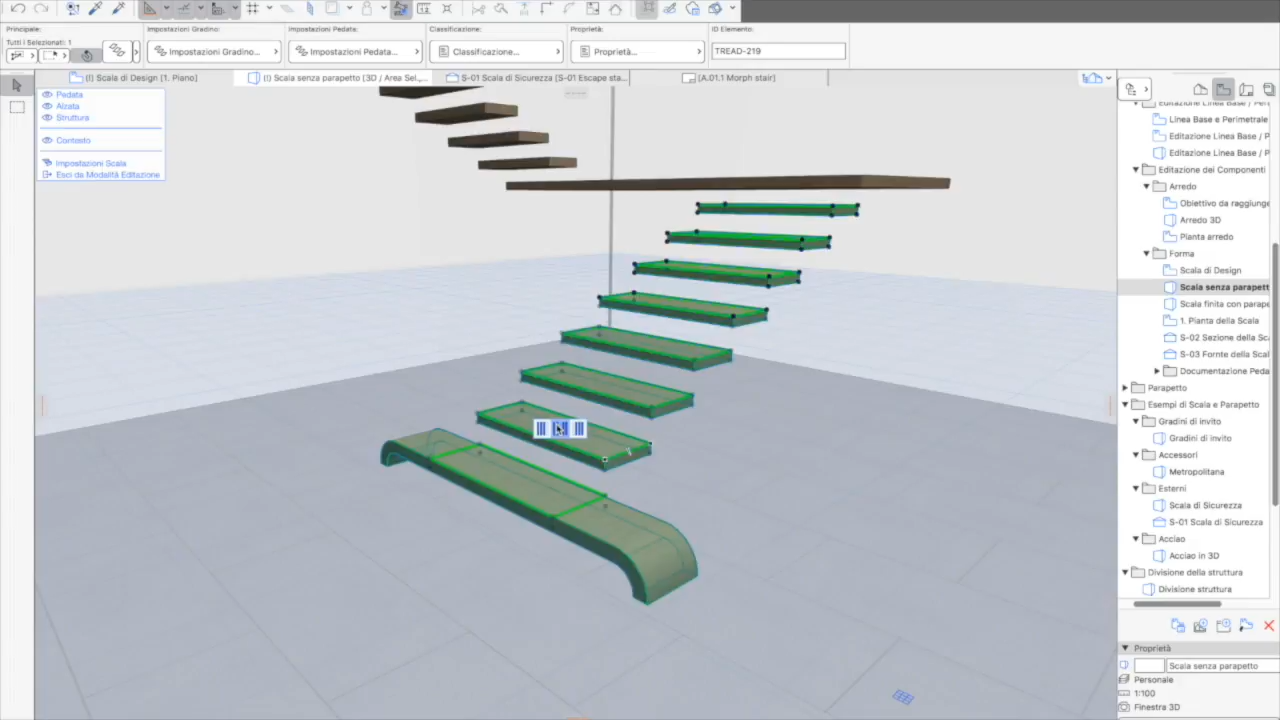 Principale:
Tutti i Selezionati: 1
Impostazioni Gradino:
Impostazioni Gradino...
Impostazioni Pedata:
Impostazioni Pedata...
Classificazione:
Classificazione...
Proprietà:
Proprietà...
ID Elemento:
TREAD-219
(!) Scala di Design [1. Piano]
(!) Scala senza parapetto [3D / Area Sel....
S-01 Scala di Sicurezza [S-01 Escape sta...
[A.01.1 Morph stair]
Pedata
Alzata
Struttura
Contesto
Impostazioni Scala
Esci da Modalità Editazione
Editazione Linea Base / Peri
Linea Base e Perimetrale
Editazione Linea Base / P
Editazione Linea Base / P
Editazione dei Componenti
Arredo
Obiettivo da raggiunge
Arredo 3D
Pianta arredo
Forma
Scala di Design
Scala senza parapett
Scala finita con parape
1. Pianta della Scala
S-02 Sezione della Sc
S-03 Fornte della Scal
Documentazione Peda
Parapetto
Esempi di Scala e Parapetto
Gradini di invito
Gradini di invito
Accessori
Metropolitana
Esterni
Scala di Sicurezza
S-01 Scala di Sicurezza
Acciao
Acciao in 3D
Divisione della struttura
Divisione struttura
Proprietà
Scala senza parapetto
Personale
1:100
Finestra 3D